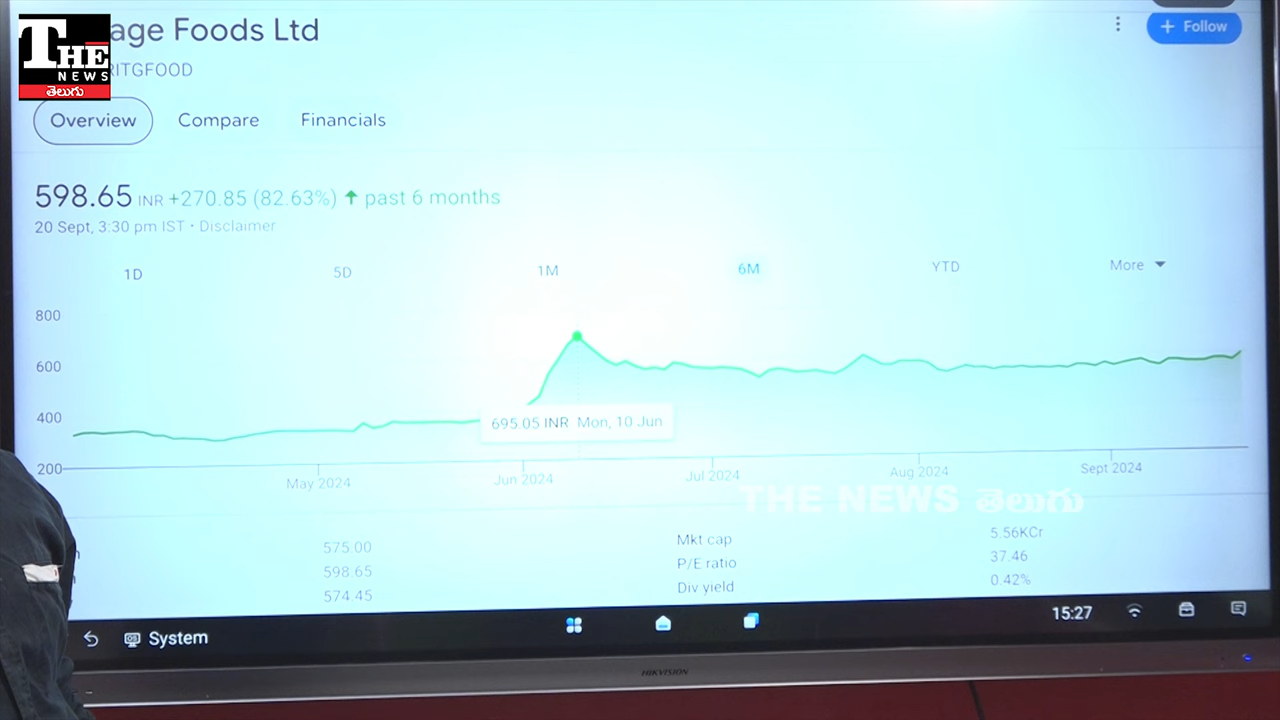 THE
NEWS
తెలుగు
age Foods Ltd
RITGFOOD
+ Follow
Overview Compare Financials
598.65 INR +270.85 (82.63%) ↑ past 6 months
20 Sept, 3:30 pm IST • Disclaimer
1D 5D 1M 6M YTD More
800
600
400
200
695.05 INR Mon, 10 Jun
May 2024 Jun 2024 Jul 2024 Aug 2024 Sept 2024
THE NEWS తెలుగు
575.00 Mkt cap 5.56KCr
598.65 P/E ratio 37.46
574.45 Div yield 0.42%
System 15:27
HIKVISION